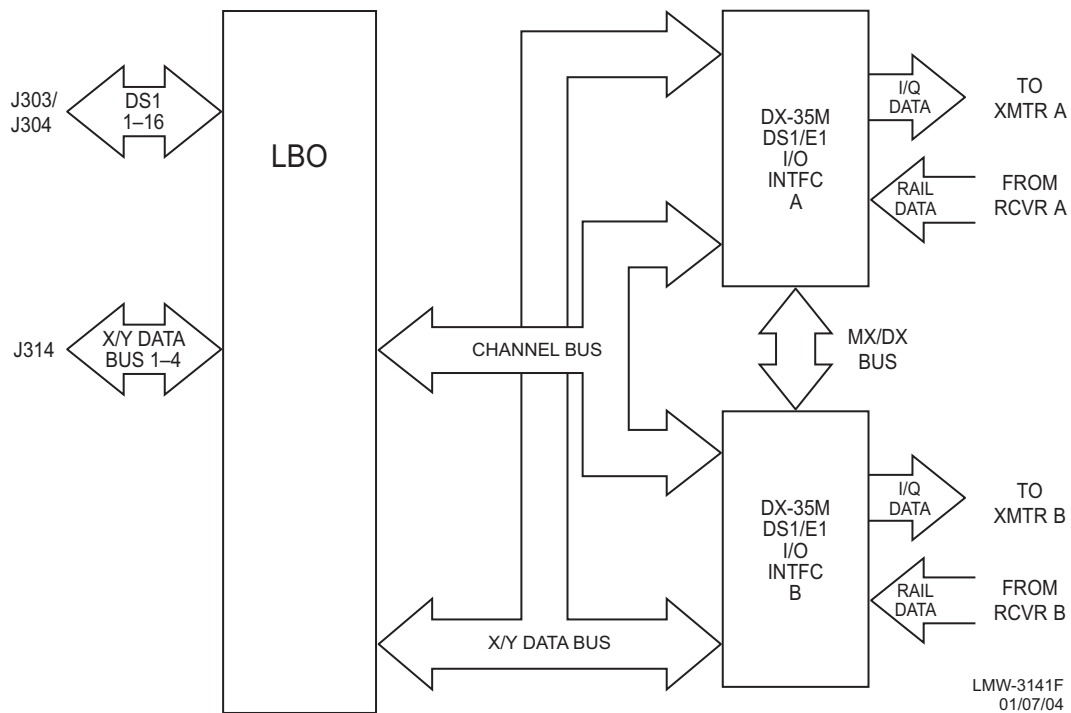 J303/
J304
DS1
1–16
LBO
J314
X/Y DATA
BUS 1–4
CHANNEL BUS
X/Y DATA BUS
DX-35M
DS1/E1
I/O
INTFC
A
I/Q
DATA
TO
XMTR A
RAIL
DATA
FROM
RCVR A
MX/DX
BUS
DX-35M
DS1/E1
I/O
INTFC
B
I/Q
DATA
TO
XMTR B
RAIL
DATA
FROM
RCVR B
LMW-3141F
01/07/04